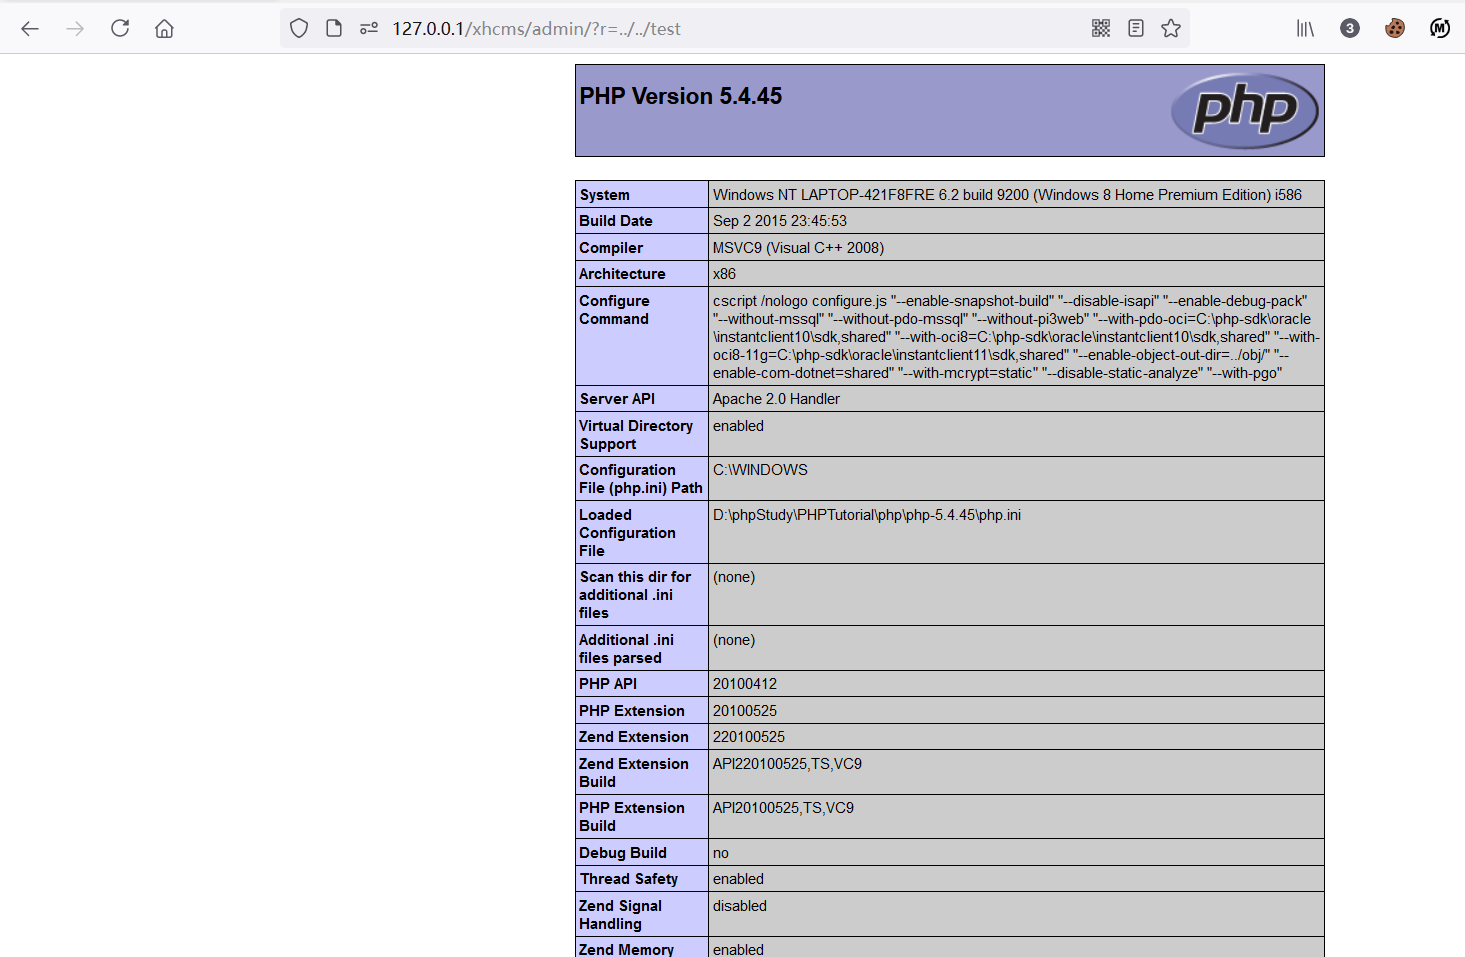 127.0.0.1/xhcms/admin/?r=../../test
3
M
PHP Version 5.4.45
php
System
Windows NT LAPTOP-421F8FRE 6.2 build 9200 (Windows 8 Home Premium Edition) i586
Build Date
Sep 2 2015 23:45:53
Compiler
MSVC9 (Visual C++ 2008)
Architecture
x86
Configure
Command
cscript /nologo configure.js "--enable-snapshot-build" "--disable-isapi" "--enable-debug-pack"
"--without-mssql" "--without-pdo-mssql" "--without-pi3web" "--with-pdo-oci=C:\php-sdk\oracle
\instantclient10\sdk,shared" "--with-oci8=C:\php-sdk\oracle\instantclient10\sdk,shared" "--with-
oci8-11g=C:\php-sdk\oracle\instantclient11\sdk,shared" "--enable-object-out-dir=../obj/" "--
enable-com-dotnet=shared" "--with-mcrypt=static" "--disable-static-analyze" "--with-pgo"
Server API
Apache 2.0 Handler
Virtual Directory
Support
enabled
Configuration
File (php.ini) Path
C:\WINDOWS
Loaded
Configuration
File
D:\phpStudy\PHPTutorial\php\php-5.4.45\php.ini
Scan this dir for
additional .ini
files
(none)
Additional .ini
files parsed
(none)
PHP API
20100412
PHP Extension
20100525
Zend Extension
220100525
Zend Extension
Build
API220100525,TS,VC9
PHP Extension
Build
API20100525,TS,VC9
Debug Build
no
Thread Safety
enabled
Zend Signal
Handling
disabled
Zend Memory
enabled